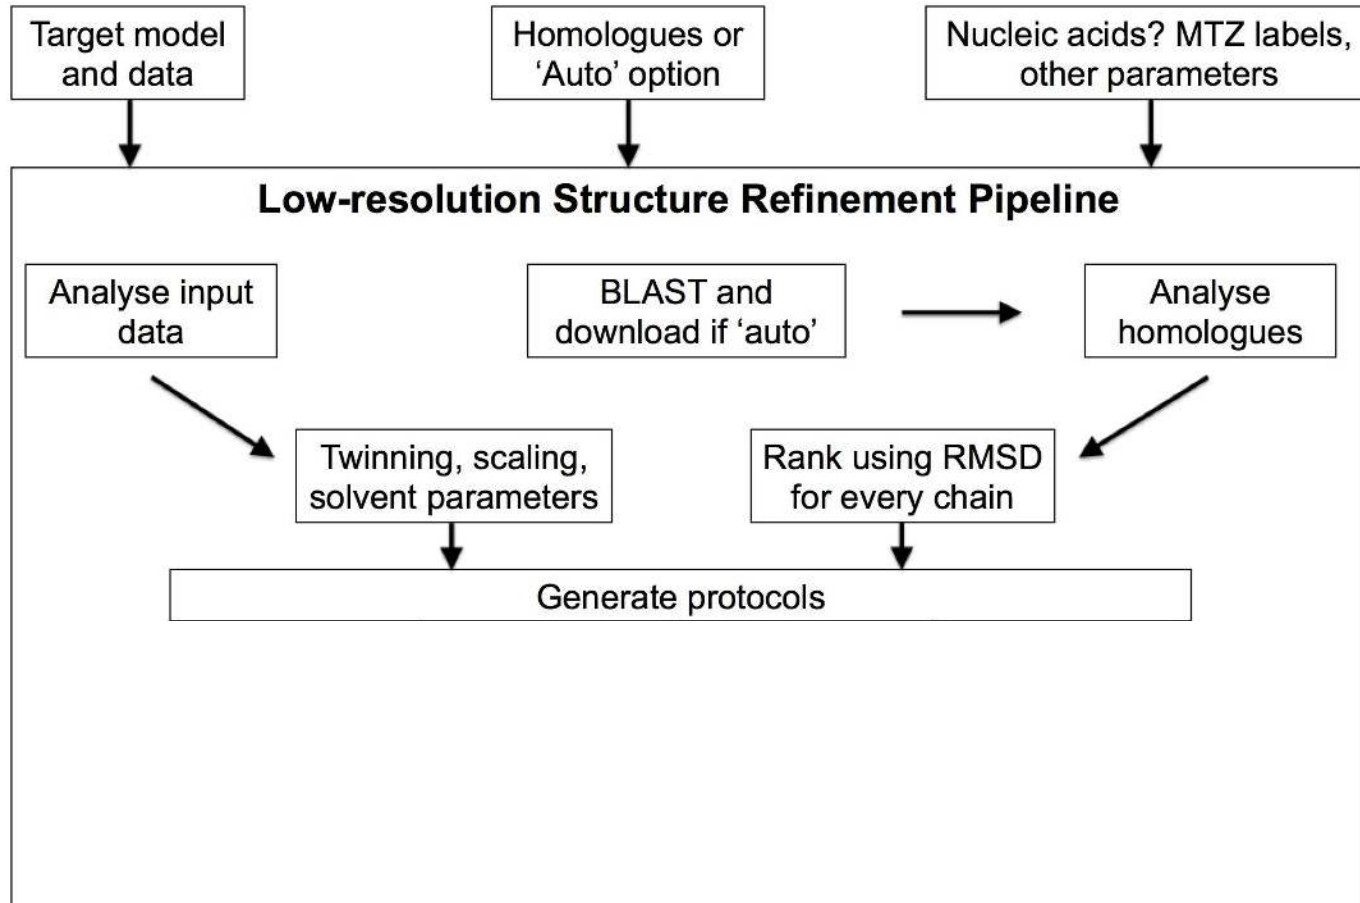 Target model
and data
Homologues or
‘Auto’ option
Nucleic acids? MTZ labels,
other parameters
Low-resolution Structure Refinement Pipeline
Analyse input
data
BLAST and
download if ‘auto’
Analyse
homologues
Twinning, scaling,
solvent parameters
Rank using RMSD
for every chain
Generate protocols